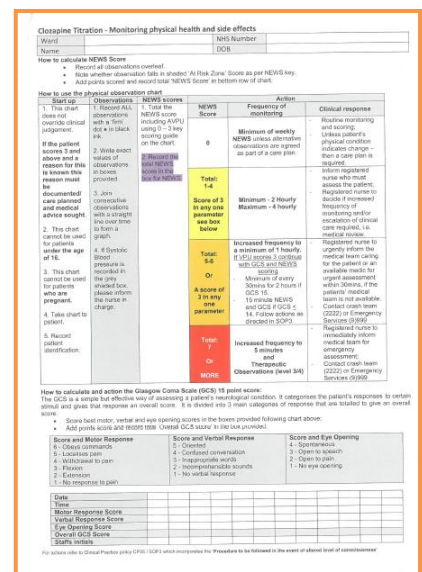 Clozapine Titration - Monitoring physical health and side effects
Ward
NHS Number
Name
DOB
How to calculate NEWS Score
• Record all observations overleaf.
• Note whether observation falls in shaded 'At Risk Zone' Score as per NEWS key.
• Add points scored and record total 'NEWS Score' in bottom row of chart.
How to use the physical observation chart
Start up
1. This chart
does not
override clinical
judgement.
If the patient
scores 3 and
above and a
reason for this
is known this
reason must
be
documented/
care planned
and medical
advice sought.
2. This chart
cannot be used
for patients
under the age
of 16.
3. This chart
cannot be used
for patients
who are
pregnant.
4. Take chart to
patient.
5. Record
patient
identification.
Observations
1. Record ALL
observations
with a 'firm'
dot • in black
ink.
2. Write exact
values of
observations
in boxes
provided
3. Join
consecutive
observations
with a straight
line over time
to form a
graph.
4. If Systolic
Blood
pressure is
recorded in
the grey
shaded box,
please inform
the nurse in
charge.
NEWS scores
1. Total the
NEWS score
including AVPU
using 0 – 3 key
scoring guide
on the chart.
2. Record the
total NEWS
score in the
box for NEWS
Action
NEWS
Score
Frequency of
monitoring
Clinical response
0
Minimum of weekly
NEWS unless alternative
observations are agreed
as part of a care plan.
- Routine monitoring
and scoring;
- Unless patient's
physical condition
indicates change –
then a care plan is
required.
Total:
1-4
Score of 3
in any one
parameter
see box
below
Minimum - 2 Hourly
Maximum - 4 hourly
- Inform registered
nurse who must
assess the patient;
- Registered nurse to
decide if increased
frequency of
monitoring and/or
escalation of clinical
care required, i.e.
medical review.
Total:
5-6
Or
A score of
3 in any
one
parameter
Increased frequency to
a minimum of 1 hourly.
If VPU scores 3 continue
with GCS and NEWS
scoring
- Minimum of every
30mins for 2 hours if
GCS 15.
- 15 minute NEWS
and GCS if GCS ≤
14. Follow actions as
directed in SOP3.
- Registered nurse to
urgently inform the
medical team caring
for the patient or an
available medic for
urgent assessment
within 30mins, if the
patients' medical
team is not available.
- Contact crash team
(2222) or Emergency
Services (9)999
Total:
7
Or
MORE
Increased frequency to
5 minutes
and
Therapeutic
Observations (level 3/4)
- Registered nurse to
immediately inform
medical team for
emergency
assessment;
- Contact crash team
(2222) or Emergency
Services (9)999
How to calculate and action the Glasgow Coma Scale (GCS) 15 point score:
The GCS is a simple but effective way of assessing a patient's neurological condition. It categorises the patient's responses to certain
stimuli and gives that response an overall score. It is divided into 3 main categories of response that are totalled to give an overall
score.
• Score best motor, verbal and eye opening scores in the boxes provided following chart above;
• Add points score and record total 'Overall GCS score' in the box provided.
Score and Motor Response
6 - Obeys commands
5 - Localises pain
4 - Withdrawal to pain
3 - Flexion
2 - Extension
1 - No response to pain
Score and Verbal Response
5 - Oriented
4 - Confused conversation
3 - Inappropriate words
2 - Incomprehensible sounds
1 - No verbal response
Score and Eye Opening
4 - Spontaneous
3 - Open to speech
2 - Open to pain
1 - No eye opening
Date
Time
Motor Response Score
Verbal Response Score
Eye Opening Score
Overall GCS Score
Staffs Initials
For actions refer to Clinical Practice policy CP05 / SOP3 which incorporates the 'Procedure to be followed in the event of altered level of consciousness'